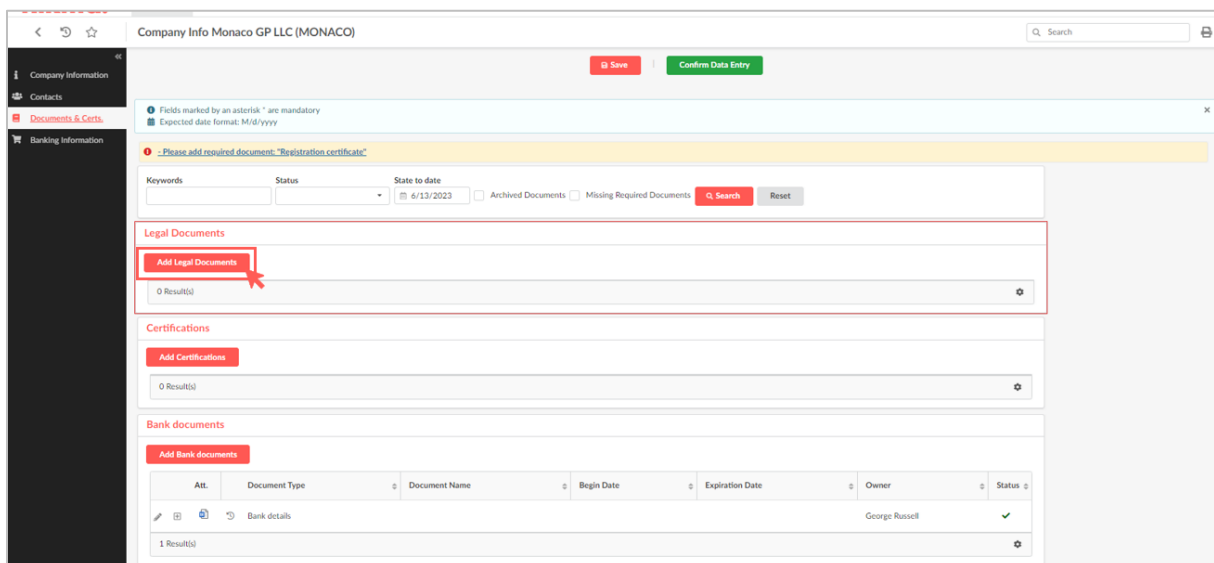 Company Info Monaco GP LLC (MONACO)
Search
Company Information
Contacts
Documents & Certs.
Banking Information
Save
Confirm Data Entry
Fields marked by an asterisk * are mandatory
Expected date format: M/d/yyyy
- Please add required document: "Registration certificate"
Keywords Status State to date
6/13/2023 Archived Documents Missing Required Documents Search Reset
Legal Documents
Add Legal Documents
0 Result(s)
Certifications
Add Certifications
0 Result(s)
Bank documents
Add Bank documents
Att. Document Type Document Name Begin Date Expiration Date Owner Status
Bank details George Russell
1 Result(s)